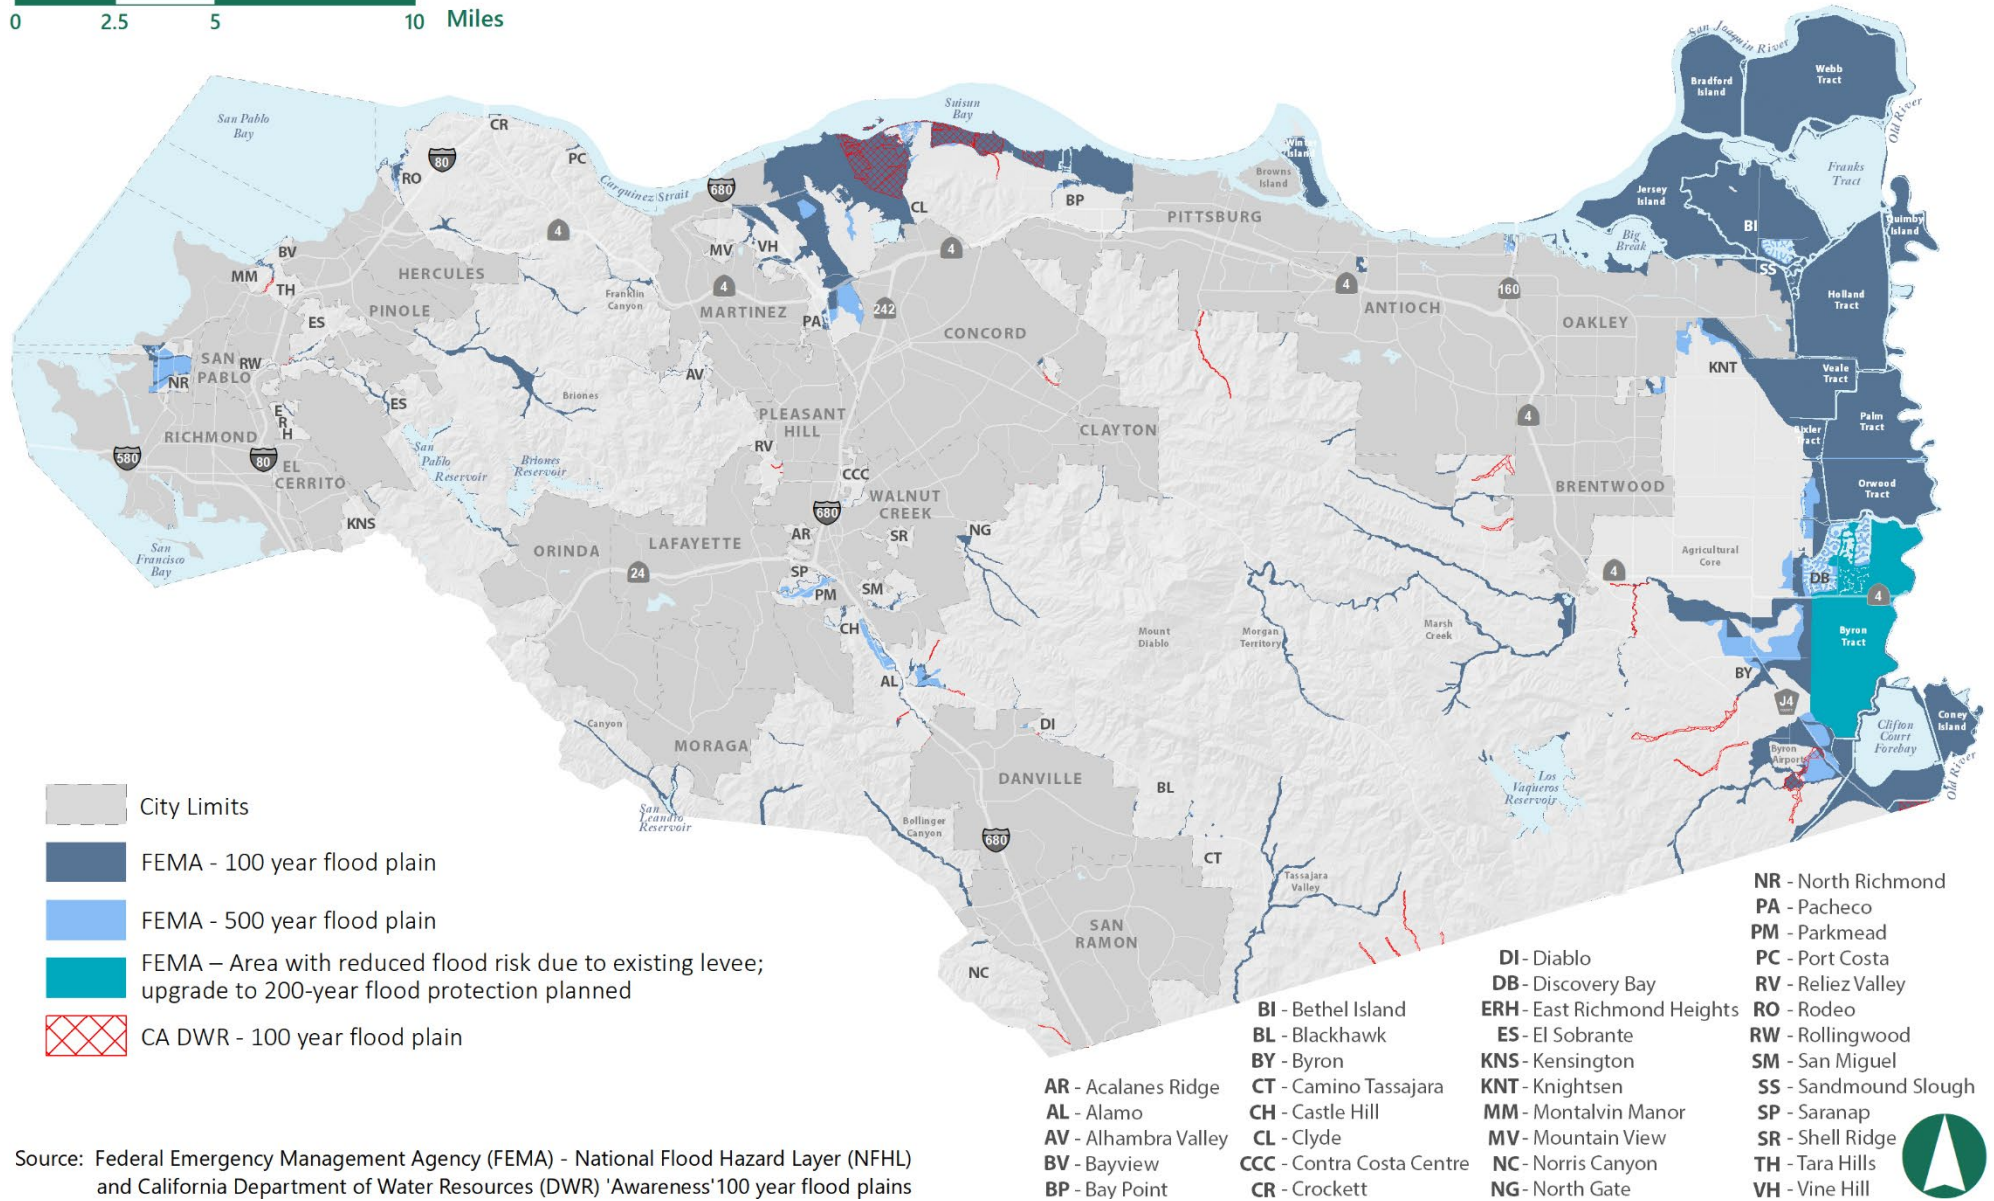 0 2.5 5 10 Miles
San Joaquin River
Bradford
Island
Webb
Tract
Old River
Franks
Tract
Suisun
Bay
San Pablo
Bay
CR
80
PC
RO
Carquinez Strait
680
Winter
Island
Browns
Island
Jersey
Island
Quimby
Island
BI
Big
Break
SS
CL
BP
PITTSBURG
4
MV
VH
4
BV
MM
TH
HERCULES
Franklin
Canyon
4
MARTINEZ
PA
242
4
ANTIOCH
160
OAKLEY
Holland
Tract
ES
PINOLE
CONCORD
SAN
PABLO
RW
NR
AV
KNT
Veale
Tract
E
R
H
ES
Briones
PLEASANT
HILL
CLAYTON
4
Palm
Tract
Bixler
Tract
RICHMOND
580
80
EL
CERRITO
San
Pablo
Reservoir
Briones
Reservoir
RV
CCC
WALNUT
CREEK
680
BRENTWOOD
Orwood
Tract
KNS
San
Francisco
Bay
ORINDA
LAFAYETTE
AR
SR
NG
24
SP
PM
SM
Agricultural
Core
4
DB
4
CH
Mount
Diablo
Morgan
Territory
Marsh
Creek
Byron
Tract
AL
BY
J4
Canyon
MORAGA
DI
Clifton
Court
Forebay
Coney
Island
Byron
Airport
Old River
DANVILLE
BL
Los
Vaqueros
Reservoir
San
Leandro
Reservoir
Bollinger
Canyon
680
CT
Tassajara
Valley
SAN
RAMON
NC
City Limits
FEMA - 100 year flood plain
FEMA - 500 year flood plain
FEMA – Area with reduced flood risk due to existing levee;
upgrade to 200-year flood protection planned
CA DWR - 100 year flood plain
AR - Acalanes Ridge
AL - Alamo
AV - Alhambra Valley
BV - Bayview
BP - Bay Point
BI - Bethel Island
BL - Blackhawk
BY - Byron
CT - Camino Tassajara
CH - Castle Hill
CL - Clyde
CCC - Contra Costa Centre
CR - Crockett
DI - Diablo
DB - Discovery Bay
ERH - East Richmond Heights
ES - El Sobrante
KNS - Kensington
KNT - Knightsen
MM - Montalvin Manor
MV - Mountain View
NC - Norris Canyon
NG - North Gate
NR - North Richmond
PA - Pacheco
PM - Parkmead
PC - Port Costa
RV - Reliez Valley
RO - Rodeo
RW - Rollingwood
SM - San Miguel
SS - Sandmound Slough
SP - Saranap
SR - Shell Ridge
TH - Tara Hills
VH - Vine Hill
Source: Federal Emergency Management Agency (FEMA) - National Flood Hazard Layer (NFHL)
and California Department of Water Resources (DWR) 'Awareness'100 year flood plains